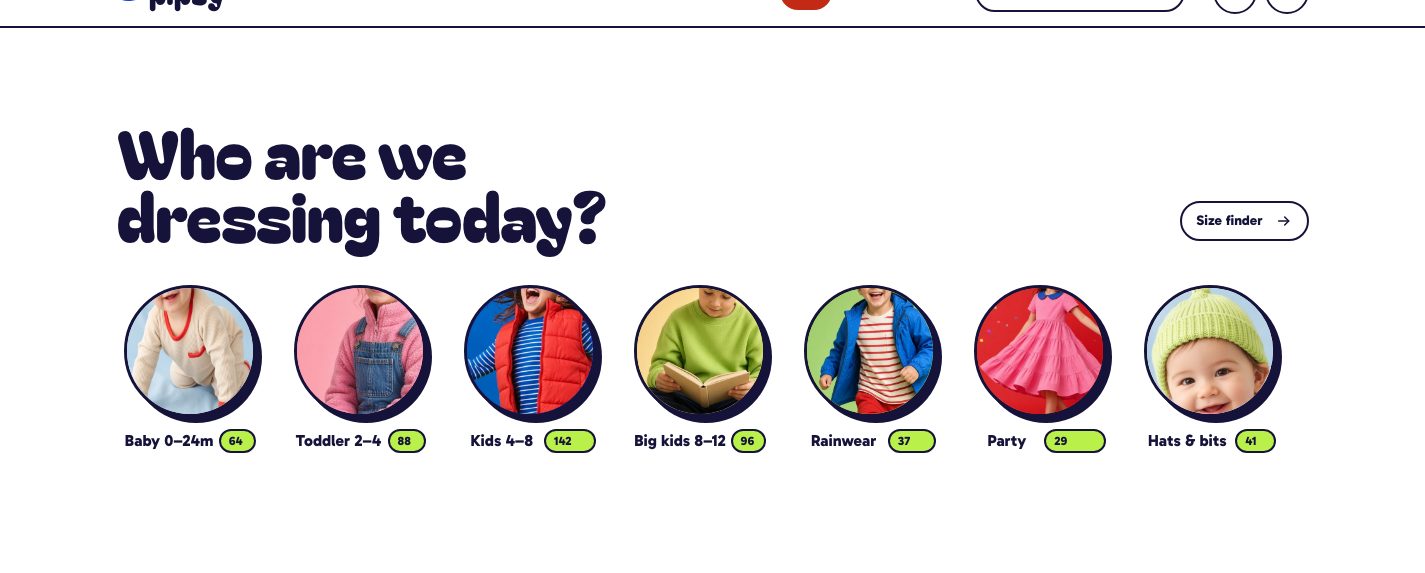 pipsy
Who are we
dressing today?
Size finder
Baby 0–24m 64
Toddler 2–4 88
Kids 4–8 142
Big kids 8–12 96
Rainwear 37
Party 29
Hats & bits 41